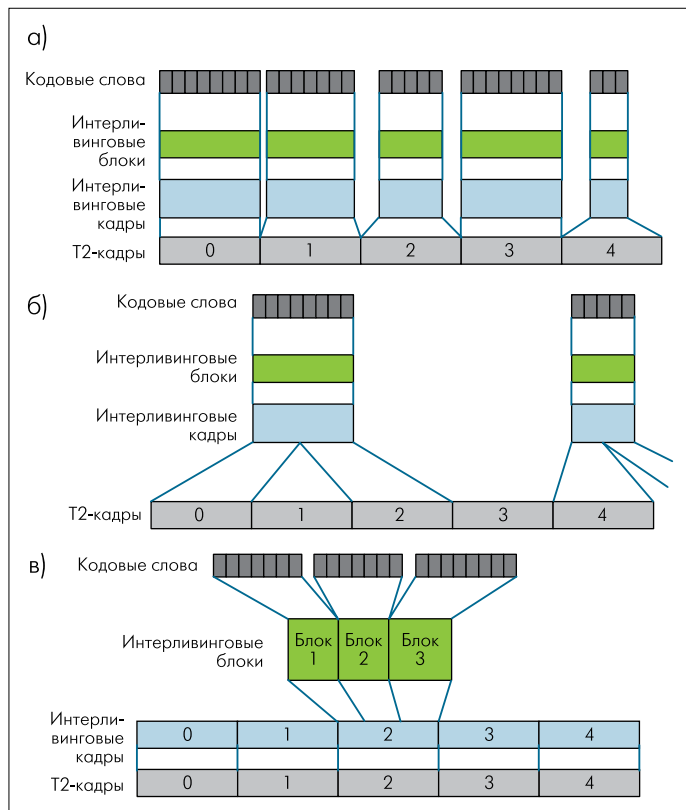 а)
Кодовые слова
Интерли-
винговые
блоки
Интерли-
винговые
кадры
Т2-кадры
0 1 2 3 4
б)
Кодовые слова
Интерливинговые
блоки
Интерливинговые
кадры
Т2-кадры
0 1 2 3 4
в)
Кодовые слова
Интерливинговые
блоки
Блок Блок Блок
1 2 3
Интерли-
винговые
кадры
0 1 2 3 4
Т2-кадры
0 1 2 3 4